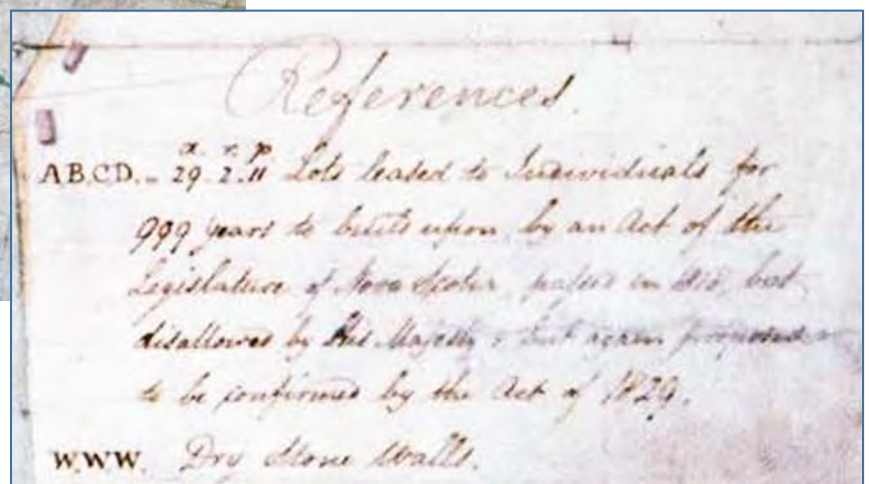 References.
a. r. p
A.B.C.D. - 29. 2. 11 Lots leased to Individuals for
999 years to build upon, by an Act of the
Legislature of Nova Scotia, passed in but
disallowed by His Majesty & but again proposed
to be confirmed by the Act of 1829.
W.W.W. Dry Stone Walls.